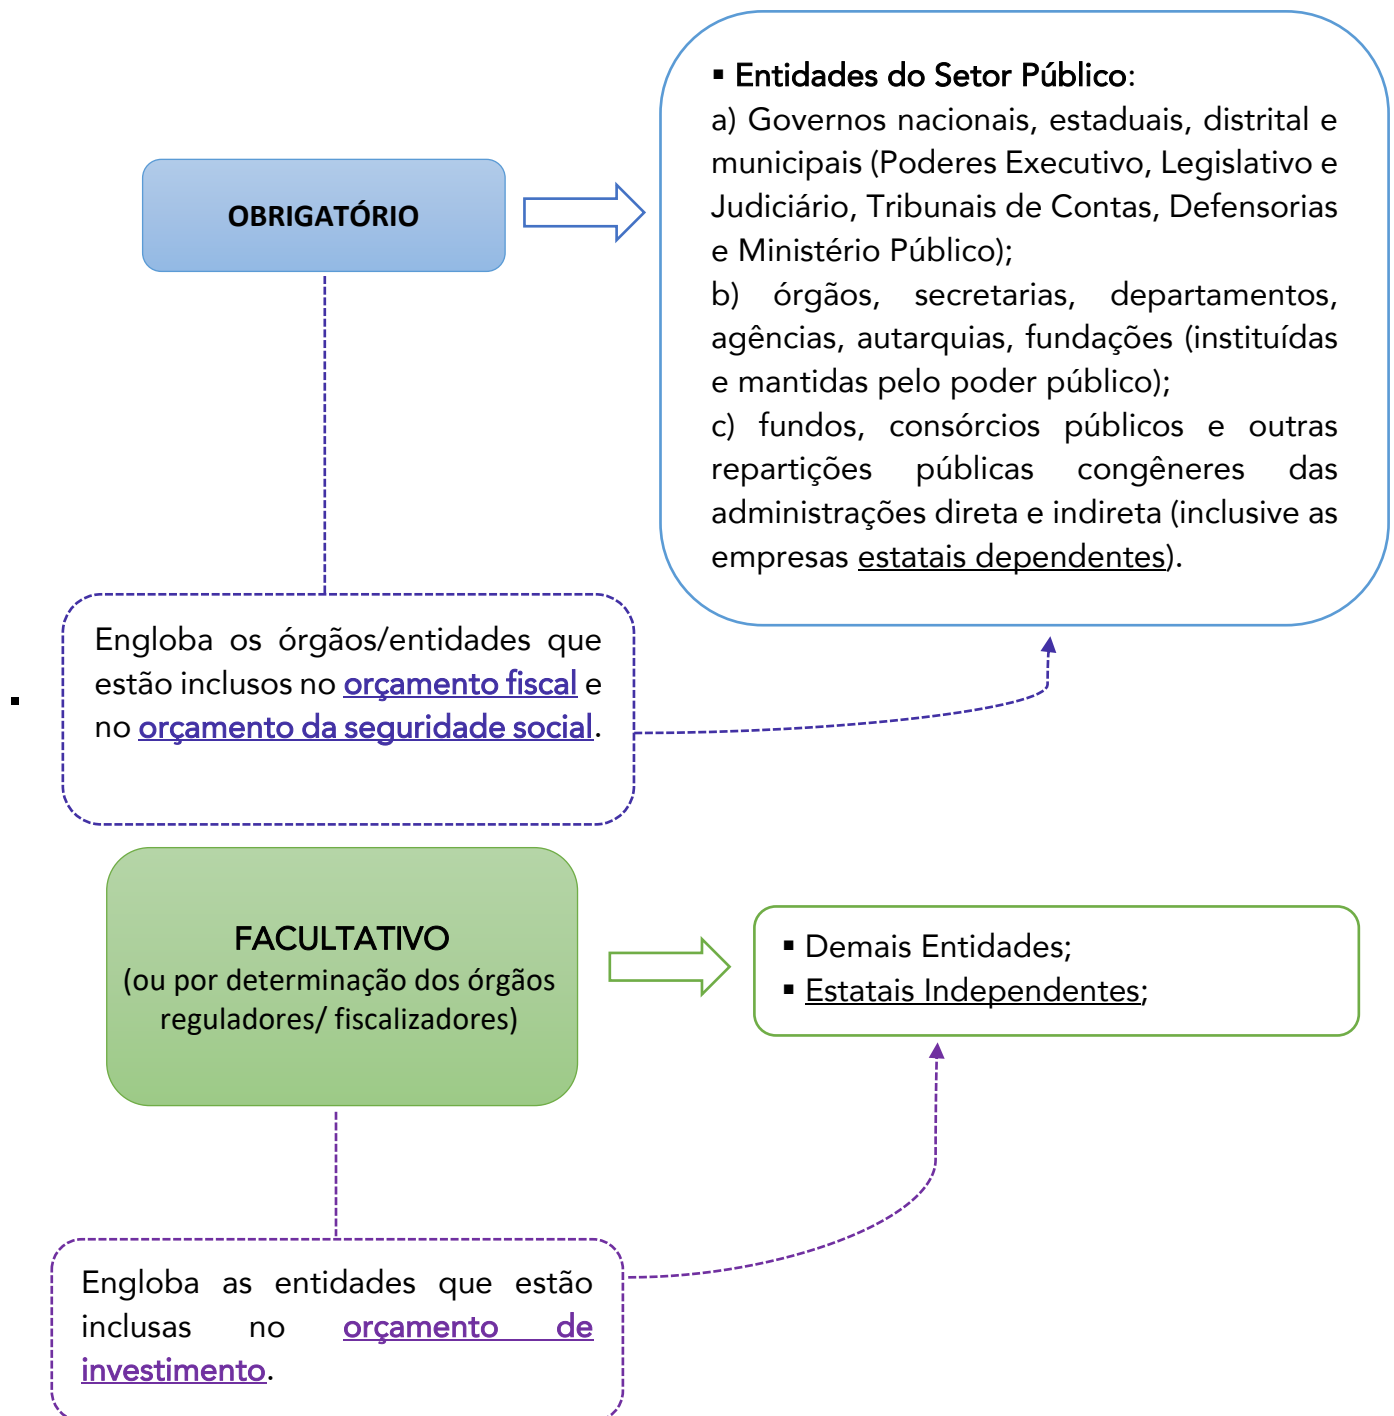 ▪ Entidades do Setor Público:
a) Governos nacionais, estaduais, distrital e
municipais (Poderes Executivo, Legislativo e
Judiciário, Tribunais de Contas, Defensorias
e Ministério Público);
b) órgãos, secretarias, departamentos,
agências, autarquias, fundações (instituídas
e mantidas pelo poder público);
c) fundos, consórcios públicos e outras
repartições públicas congêneres das
administrações direta e indireta (inclusive as
empresas estatais dependentes).
OBRIGATÓRIO
Engloba os órgãos/entidades que
estão inclusos no orçamento fiscal e
no orçamento da seguridade social.
▪
FACULTATIVO
(ou por determinação dos órgãos
reguladores/ fiscalizadores)
▪ Demais Entidades;
▪ Estatais Independentes;
Engloba as entidades que estão
inclusas no orçamento de
investimento.